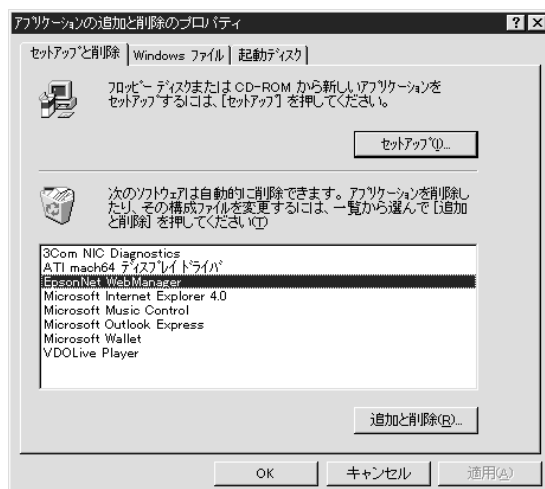 アプリケーションの追加と削除のプロパティ
セットアップと削除 Windows ファイル 起動ディスク
フロッピー ディスクまたは CD-ROM から新しいアプリケーションを
セットアップするには、[セットアップ] を押してください。
セットアップ(I)...
次のソフトウェアは自動的に削除できます。アプリケーションを削除し
たり、その構成ファイルを変更するには、一覧から選んで [追加
と削除] を押してください(T)
3Com NIC Diagnostics
ATI mach64 ディスプレイ ドライバ
EpsonNet WebManager
Microsoft Internet Explorer 4.0
Microsoft Music Control
Microsoft Outlook Express
Microsoft Wallet
VDOLive Player
追加と削除(R)...
OK キャンセル 適用(A)